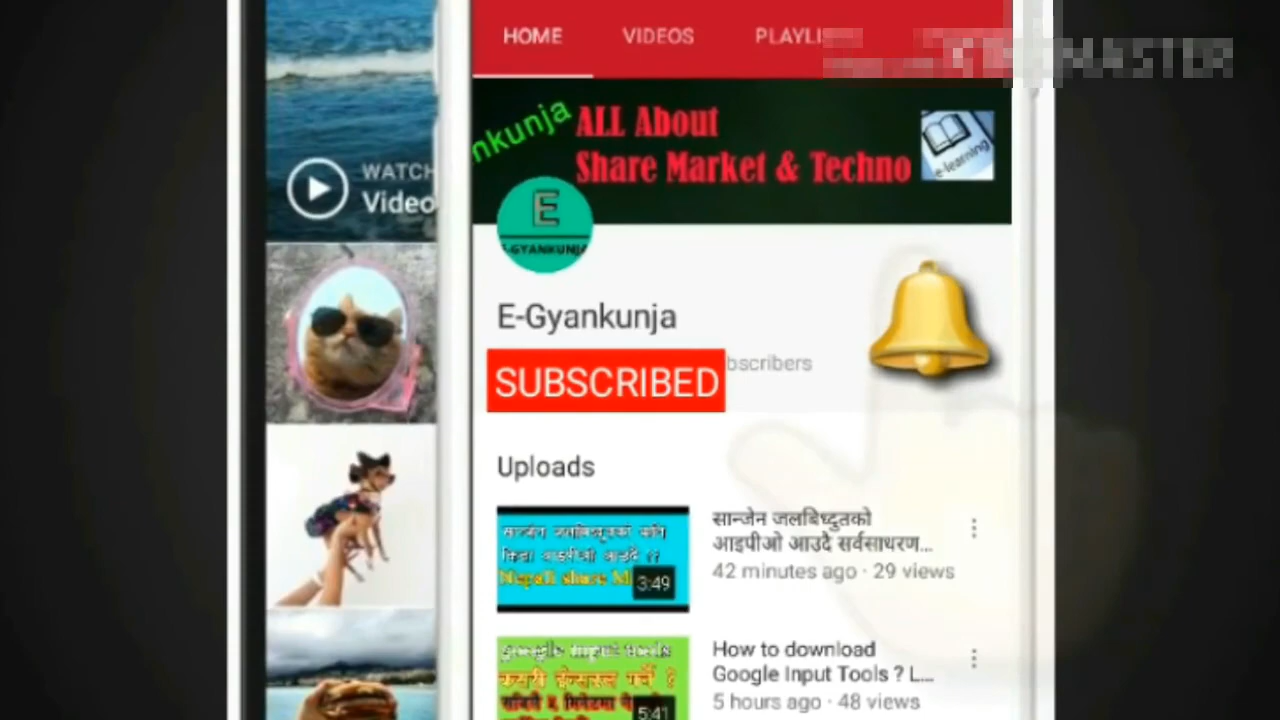 HOME VIDEOS
WATCH
Video
nkunja
ALL About
Share Market & Techno
e-learning
E
E-GYANKUNJA
E-Gyankunja
SUBSCRIBED
bscribers
Uploads
सान्जेन जलबिध्दुतको
आइपीओ आउदै सर्वसाधरण...
42 minutes ago · 29 views
3:49
How to download
Google Input Tools ? L...
5 hours ago · 48 views
5:41